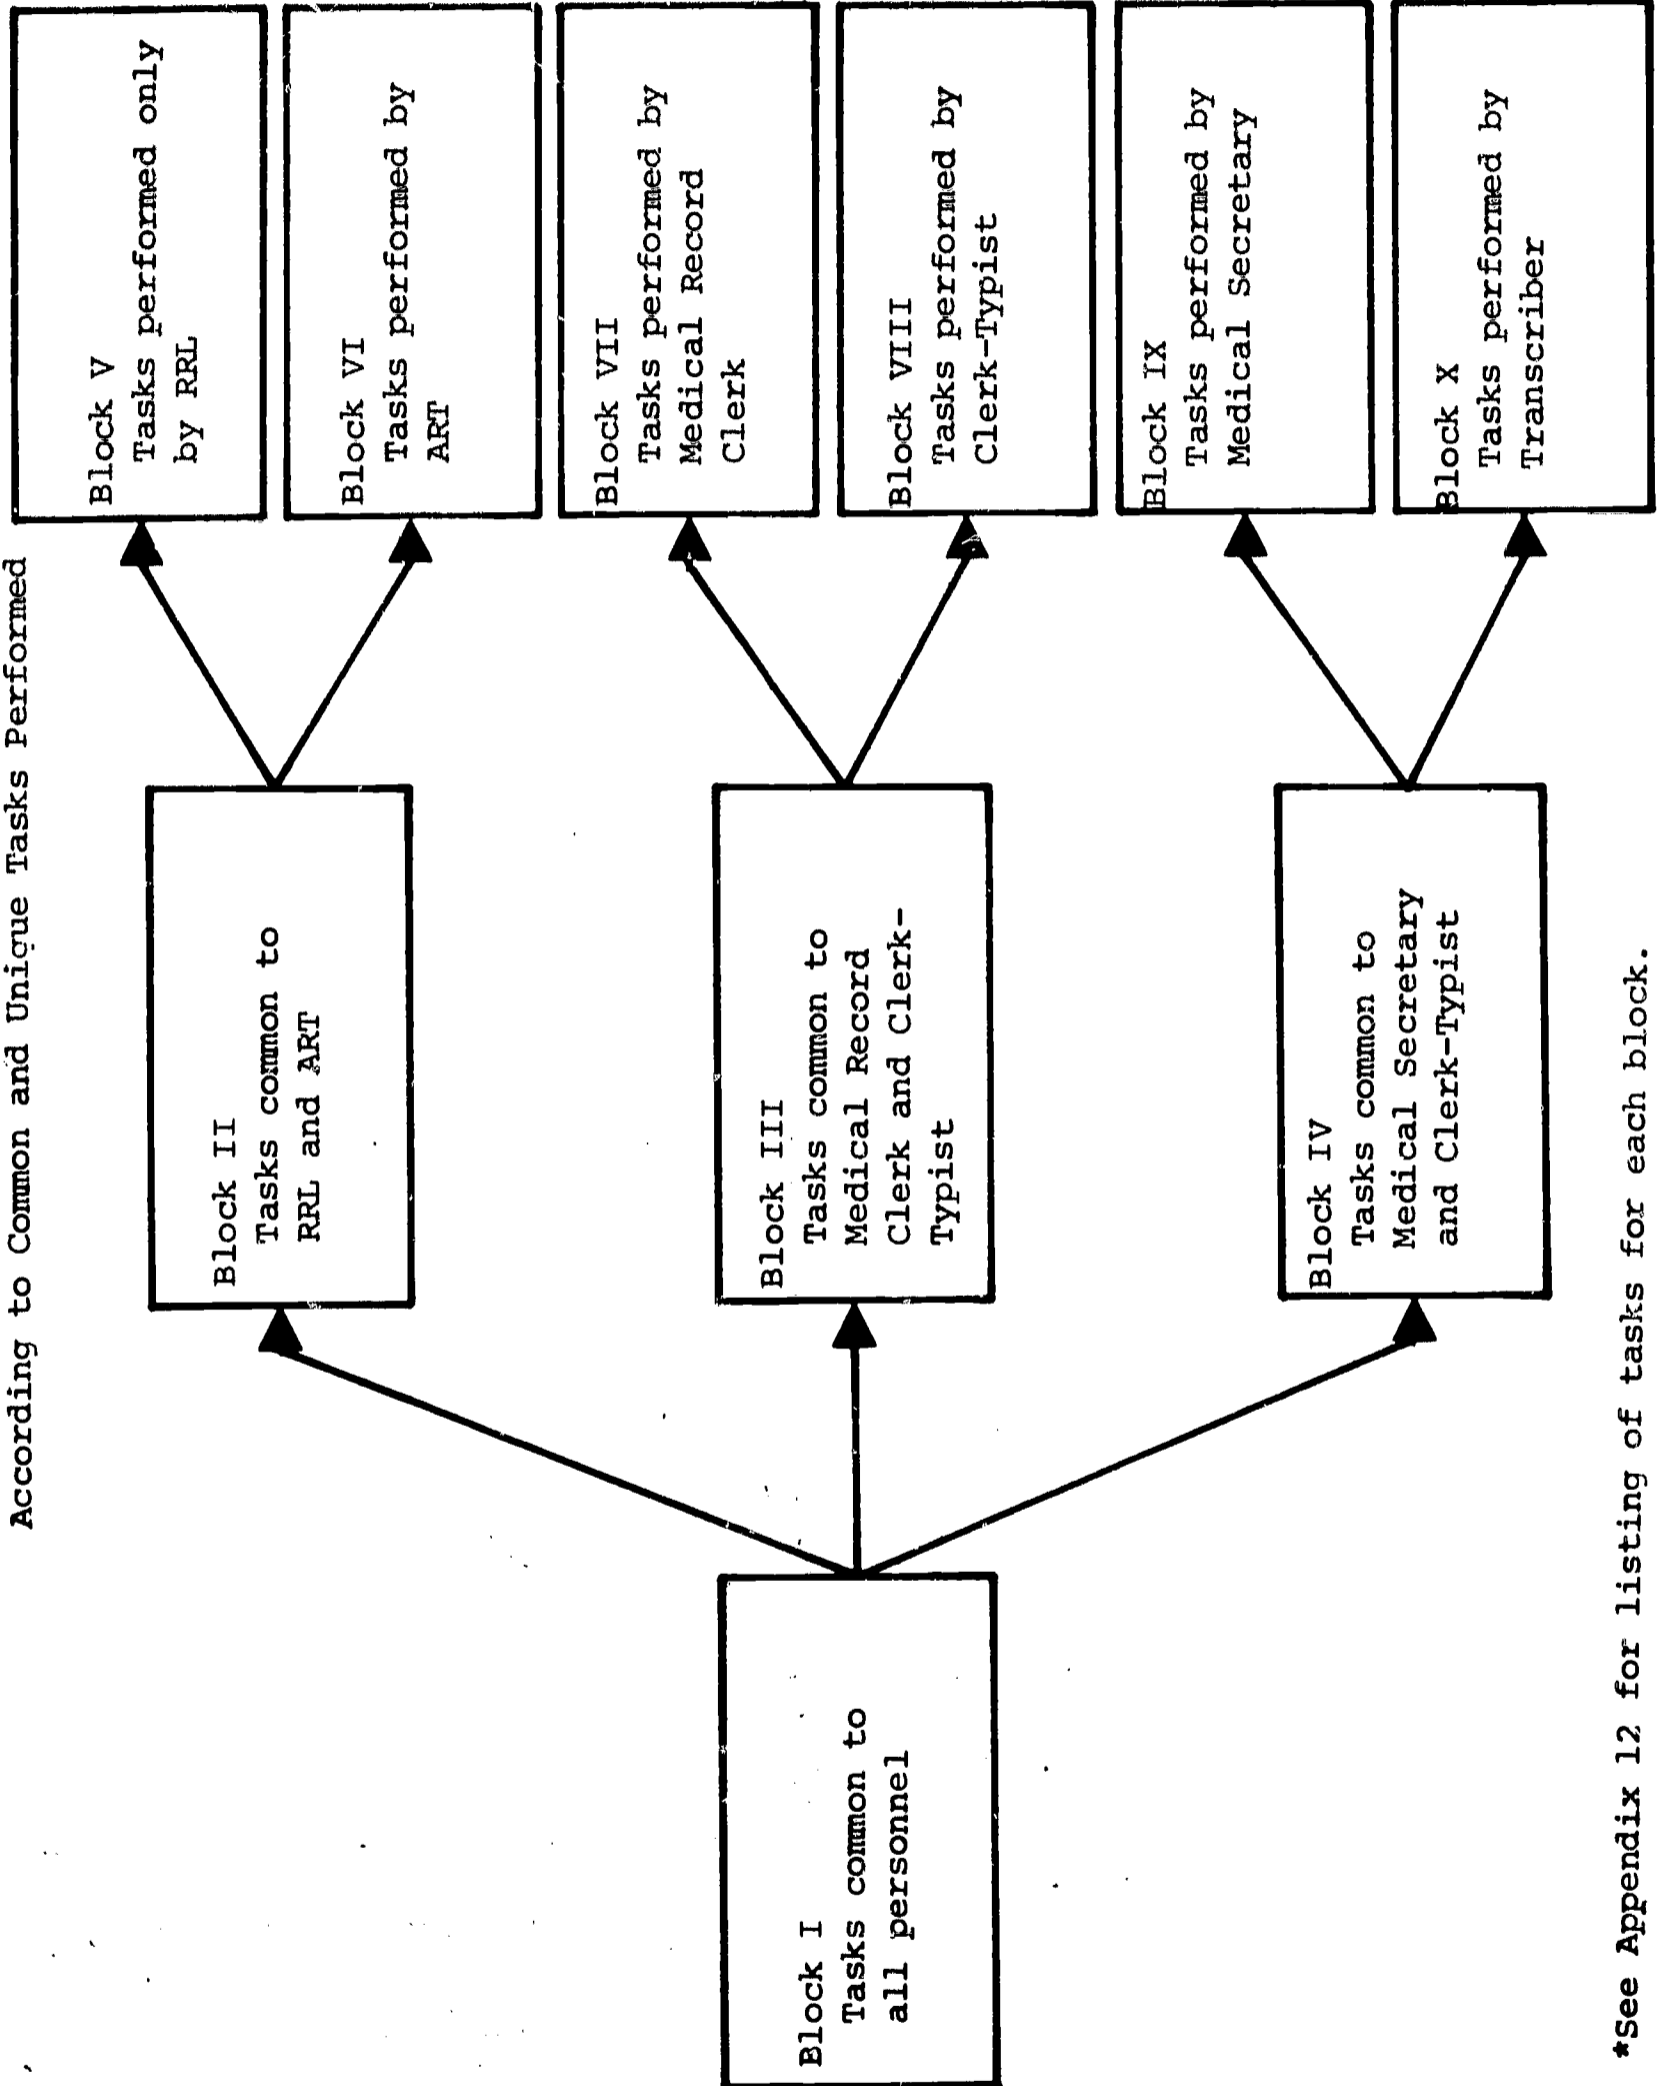 According to Common and Unique Tasks Performed
Block I
Tasks common to
all personnel
Block II
Tasks common to
RRL and ART
Block III
Tasks common to
Medical Record
Clerk and Clerk-
Typist
Block IV
Tasks common to
Medical Secretary
and Clerk-Typist
Block V
Tasks performed only
by RRL
Block VI
Tasks performed by
ART
Block VII
Tasks performed by
Medical Record
Clerk
Block VIII
Tasks performed by
Clerk-Typist
Block IX
Tasks performed by
Medical Secretary
Block X
Tasks performed by
Transcriber
*See Appendix 12 for listing of tasks for each block.